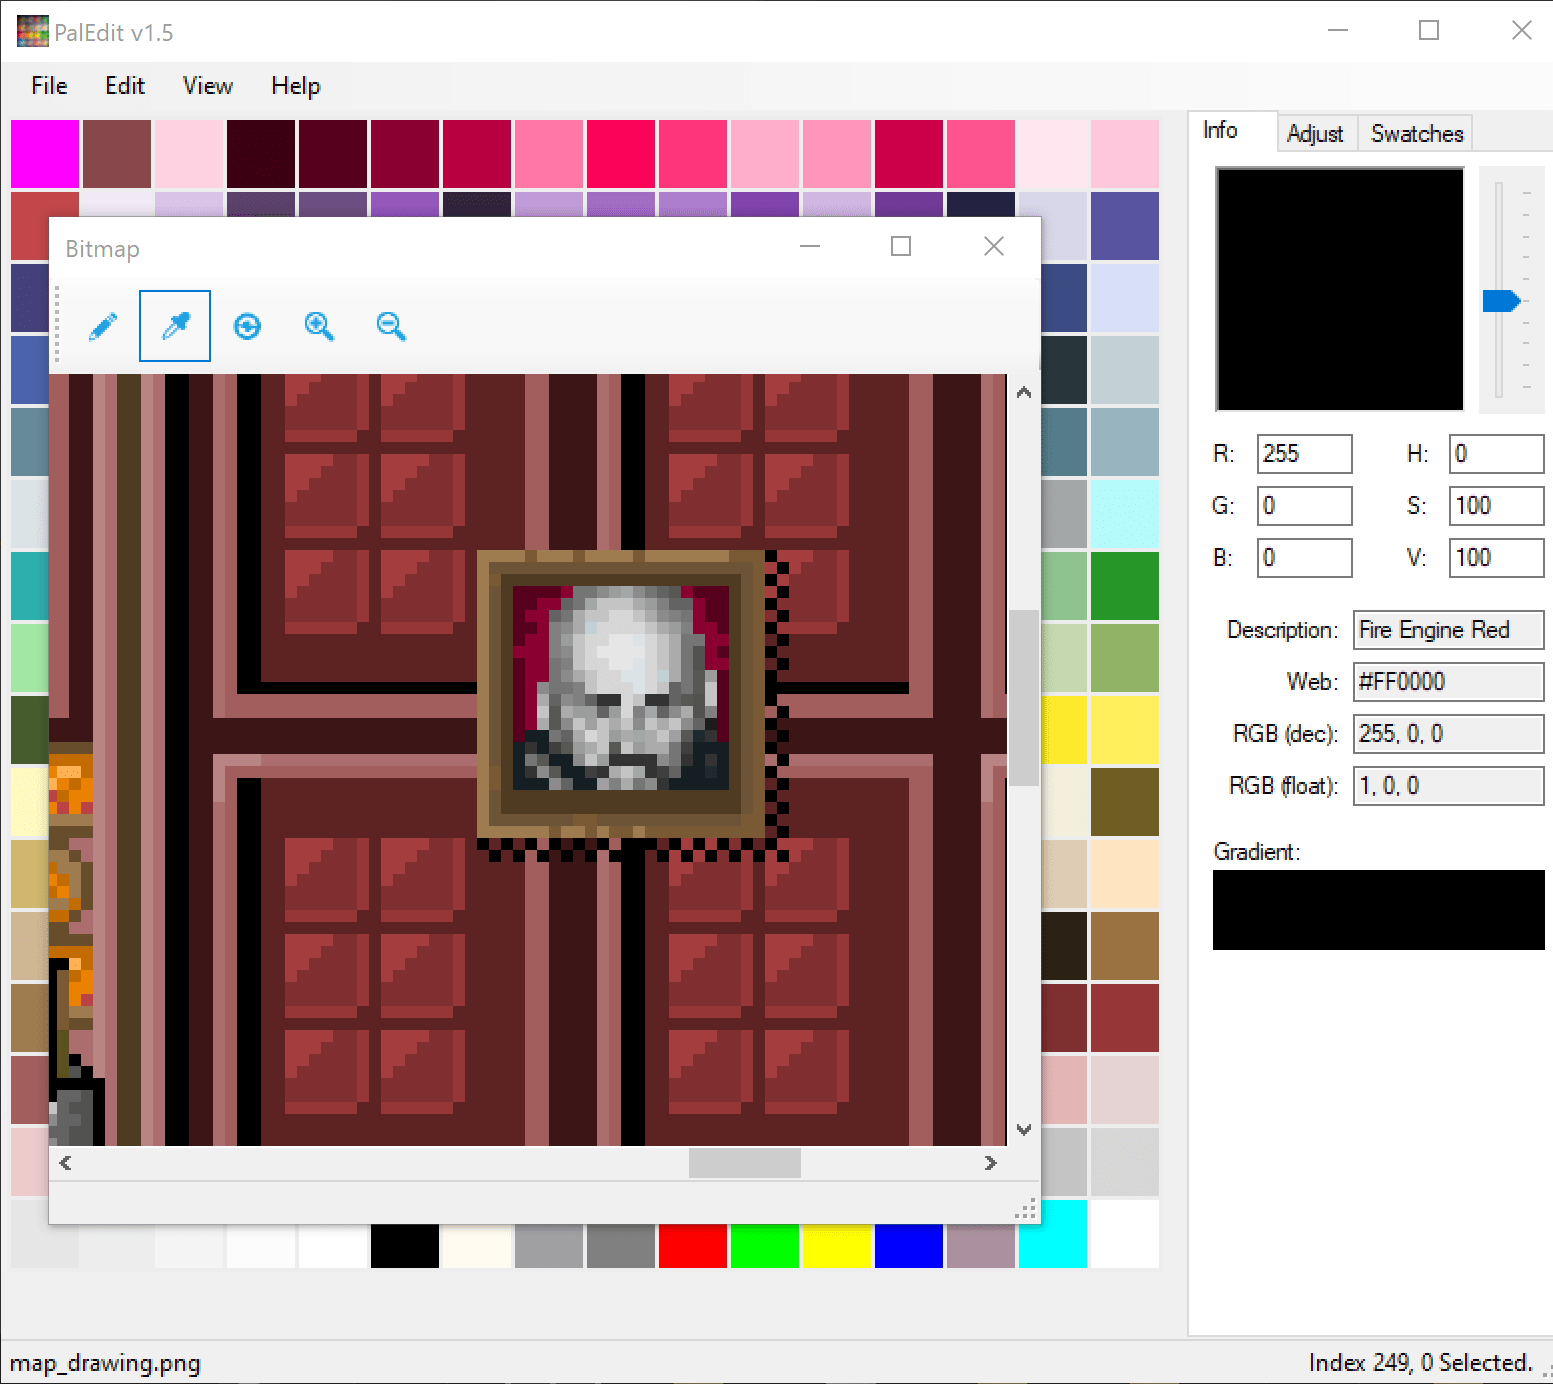 PalEdit v1.5
File Edit View Help
Info Adjust Swatches
Bitmap
R: 255 H: 0
G: 0 S: 100
B: 0 V: 100
Description: Fire Engine Red
Web: #FF0000
RGB (dec): 255, 0, 0
RGB (float): 1, 0, 0
Gradient:
map_drawing.png
Index 249, 0 Selected.